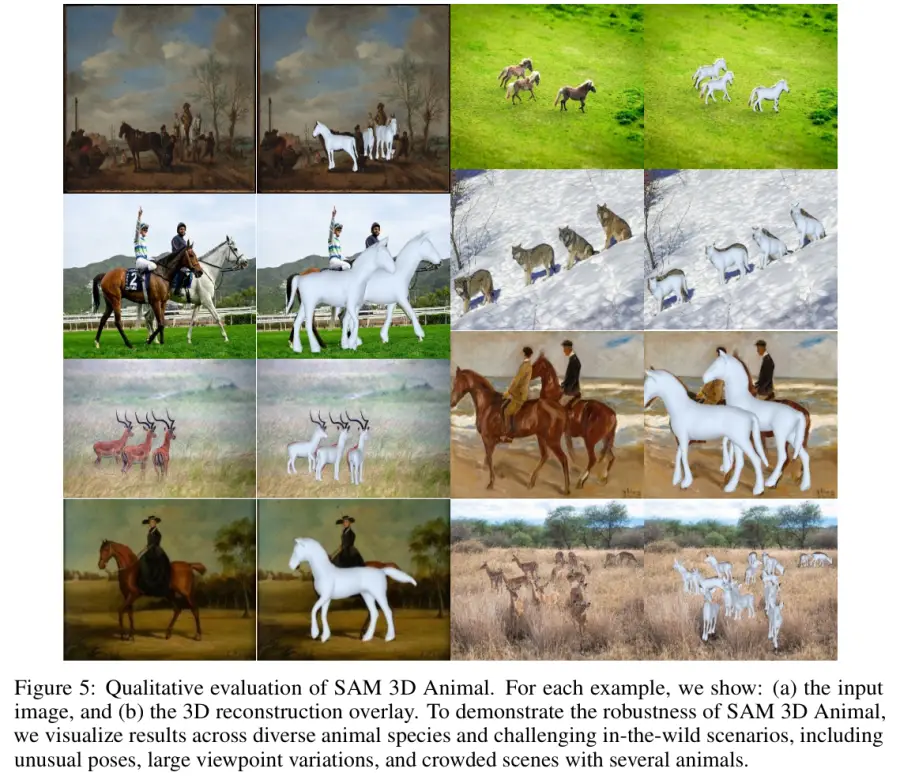 2
Figure 5: Qualitative evaluation of SAM 3D Animal. For each example, we show: (a) the input
image, and (b) the 3D reconstruction overlay. To demonstrate the robustness of SAM 3D Animal,
we visualize results across diverse animal species and challenging in-the-wild scenarios, including
unusual poses, large viewpoint variations, and crowded scenes with several animals.